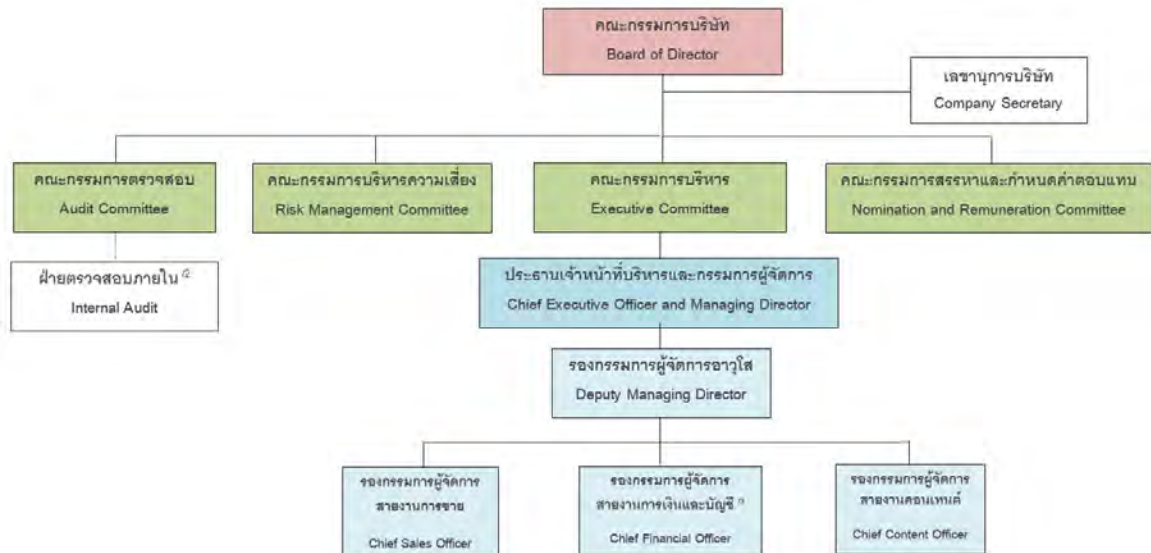 คณะกรรมการบริษัท
Board of Director
เลขานุการบริษัท
Company Secretary
คณะกรรมการตรวจสอบ
Audit Committee
คณะกรรมการบริหารความเสี่ยง
Risk Management Committee
คณะกรรมการบริหาร
Executive Committee
คณะกรรมการสรรหาและกำหนดค่าตอบแทน
Nomination and Remuneration Committee
ฝ่ายตรวจสอบภายใน
Internal Audit
ประธานเจ้าหน้าที่บริหารและกรรมการผู้จัดการ
Chief Executive Officer and Managing Director
รองกรรมการผู้จัดการอาวุโส
Deputy Managing Director
รองกรรมการผู้จัดการ
สายงานการขาย
Chief Sales Officer
รองกรรมการผู้จัดการ
สายงานการเงินและบัญชี
Chief Financial Officer
รองกรรมการผู้จัดการ
สายงานคอนเทนต์
Chief Content Officer